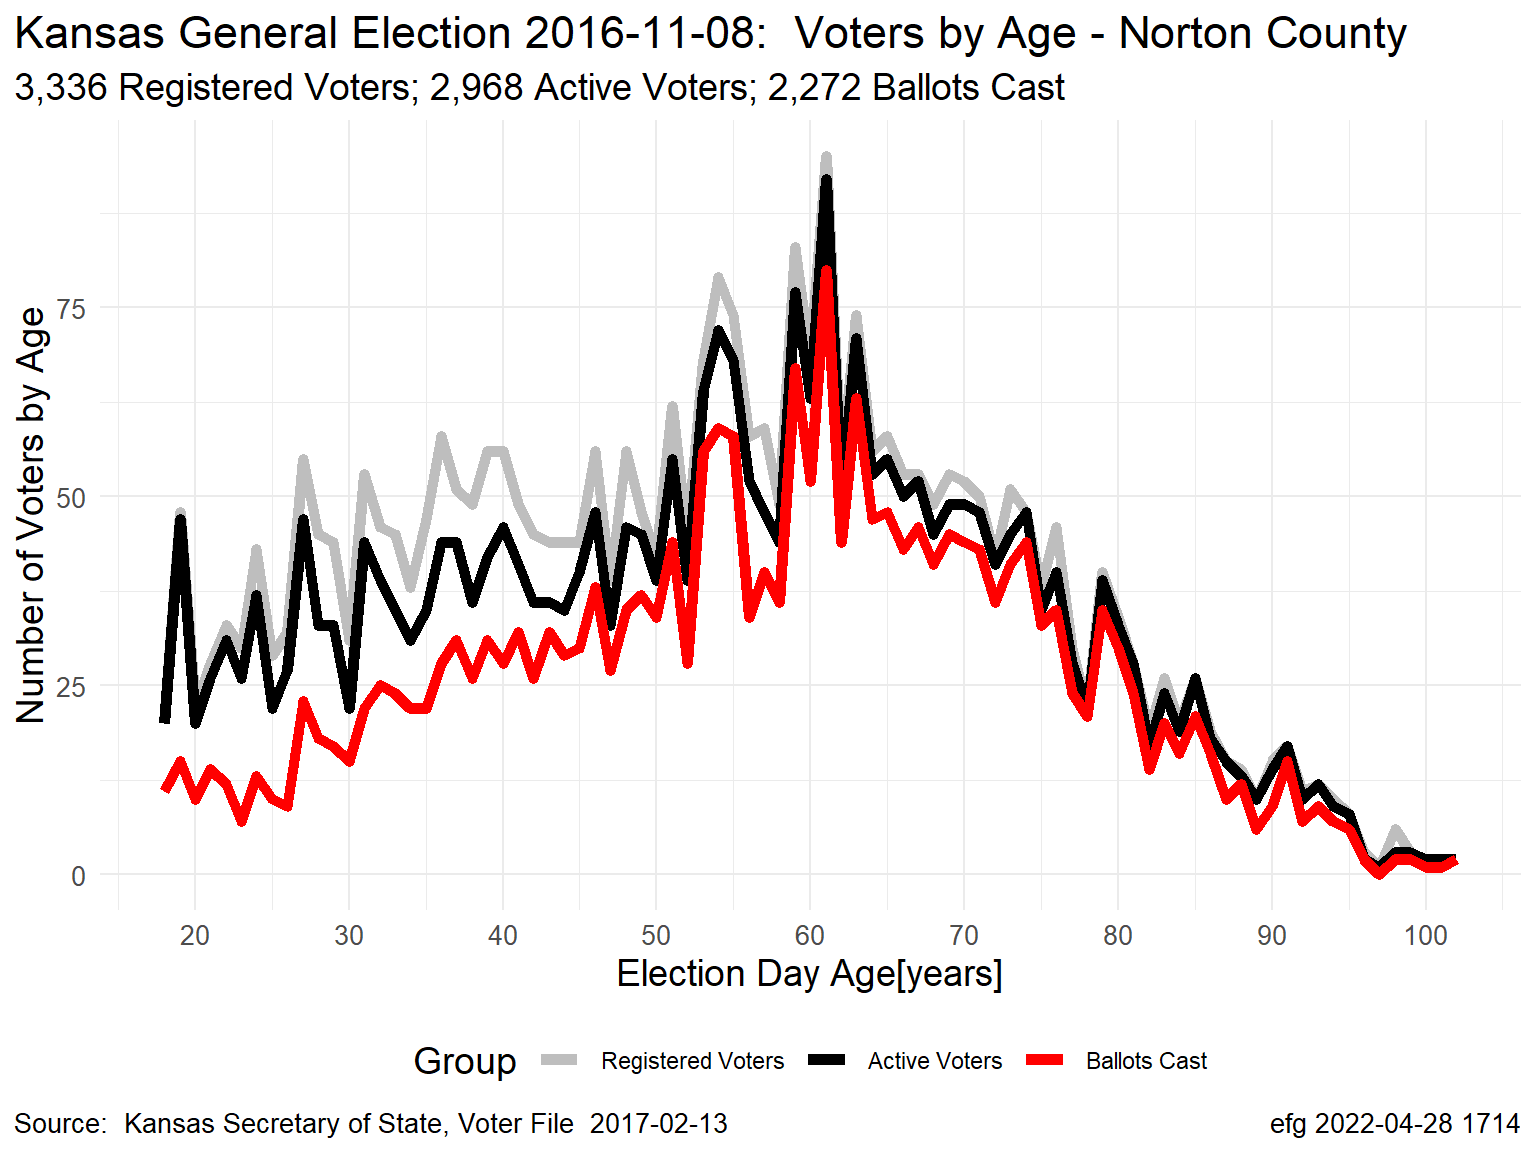 Kansas General Election 2016-11-08:  Voters by Age - Norton County
3,336 Registered Voters; 2,968 Active Voters; 2,272 Ballots Cast
Number of Voters by Age
75
50
25
0
20 30 40 50 60 70 80 90 100
Election Day Age[years]
Group Registered Voters Active Voters Ballots Cast
Source:  Kansas Secretary of State, Voter File  2017-02-13
efg 2022-04-28 1714